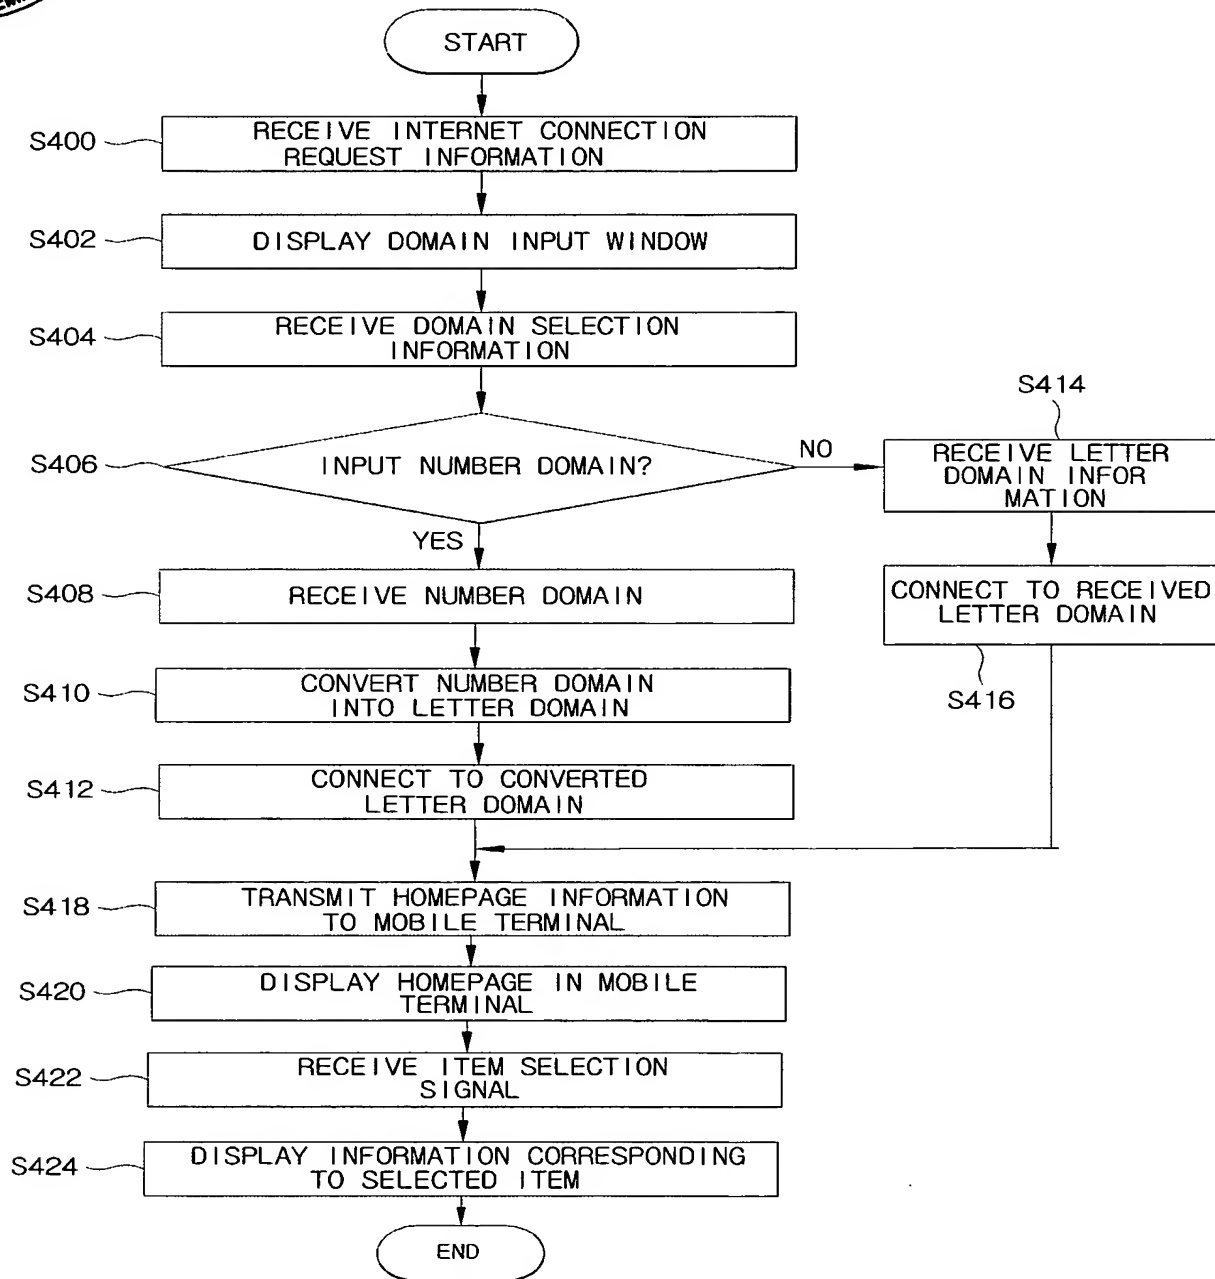 START
S400
RECEIVE INTERNET CONNECTION
REQUEST INFORMATION
S402
DISPLAY DOMAIN INPUT WINDOW
S404
RECEIVE DOMAIN SELECTION
INFORMATION
S406
INPUT NUMBER DOMAIN?
NO
S414
RECEIVE LETTER
DOMAIN INFOR
MATION
YES
S408
RECEIVE NUMBER DOMAIN
CONNECT TO RECEIVED
LETTER DOMAIN
S416
S410
CONVERT NUMBER DOMAIN
INTO LETTER DOMAIN
S412
CONNECT TO CONVERTED
LETTER DOMAIN
S418
TRANSMIT HOMEPAGE INFORMATION
TO MOBILE TERMINAL
S420
DISPLAY HOMEPAGE IN MOBILE
TERMINAL
S422
RECEIVE ITEM SELECTION
SIGNAL
S424
DISPLAY INFORMATION CORRESPONDING
TO SELECTED ITEM
END